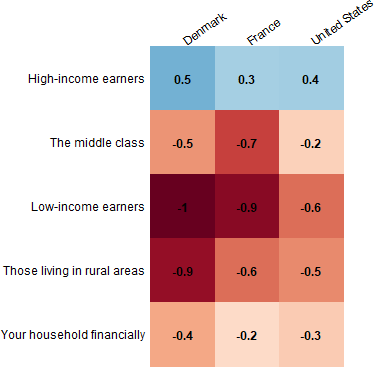 Denmark France United States
High-income earners 0.5 0.3 0.4
The middle class -0.5 -0.7 -0.2
Low-income earners -1 -0.9 -0.6
Those living in rural areas -0.9 -0.6 -0.5
Your household financially -0.4 -0.2 -0.3